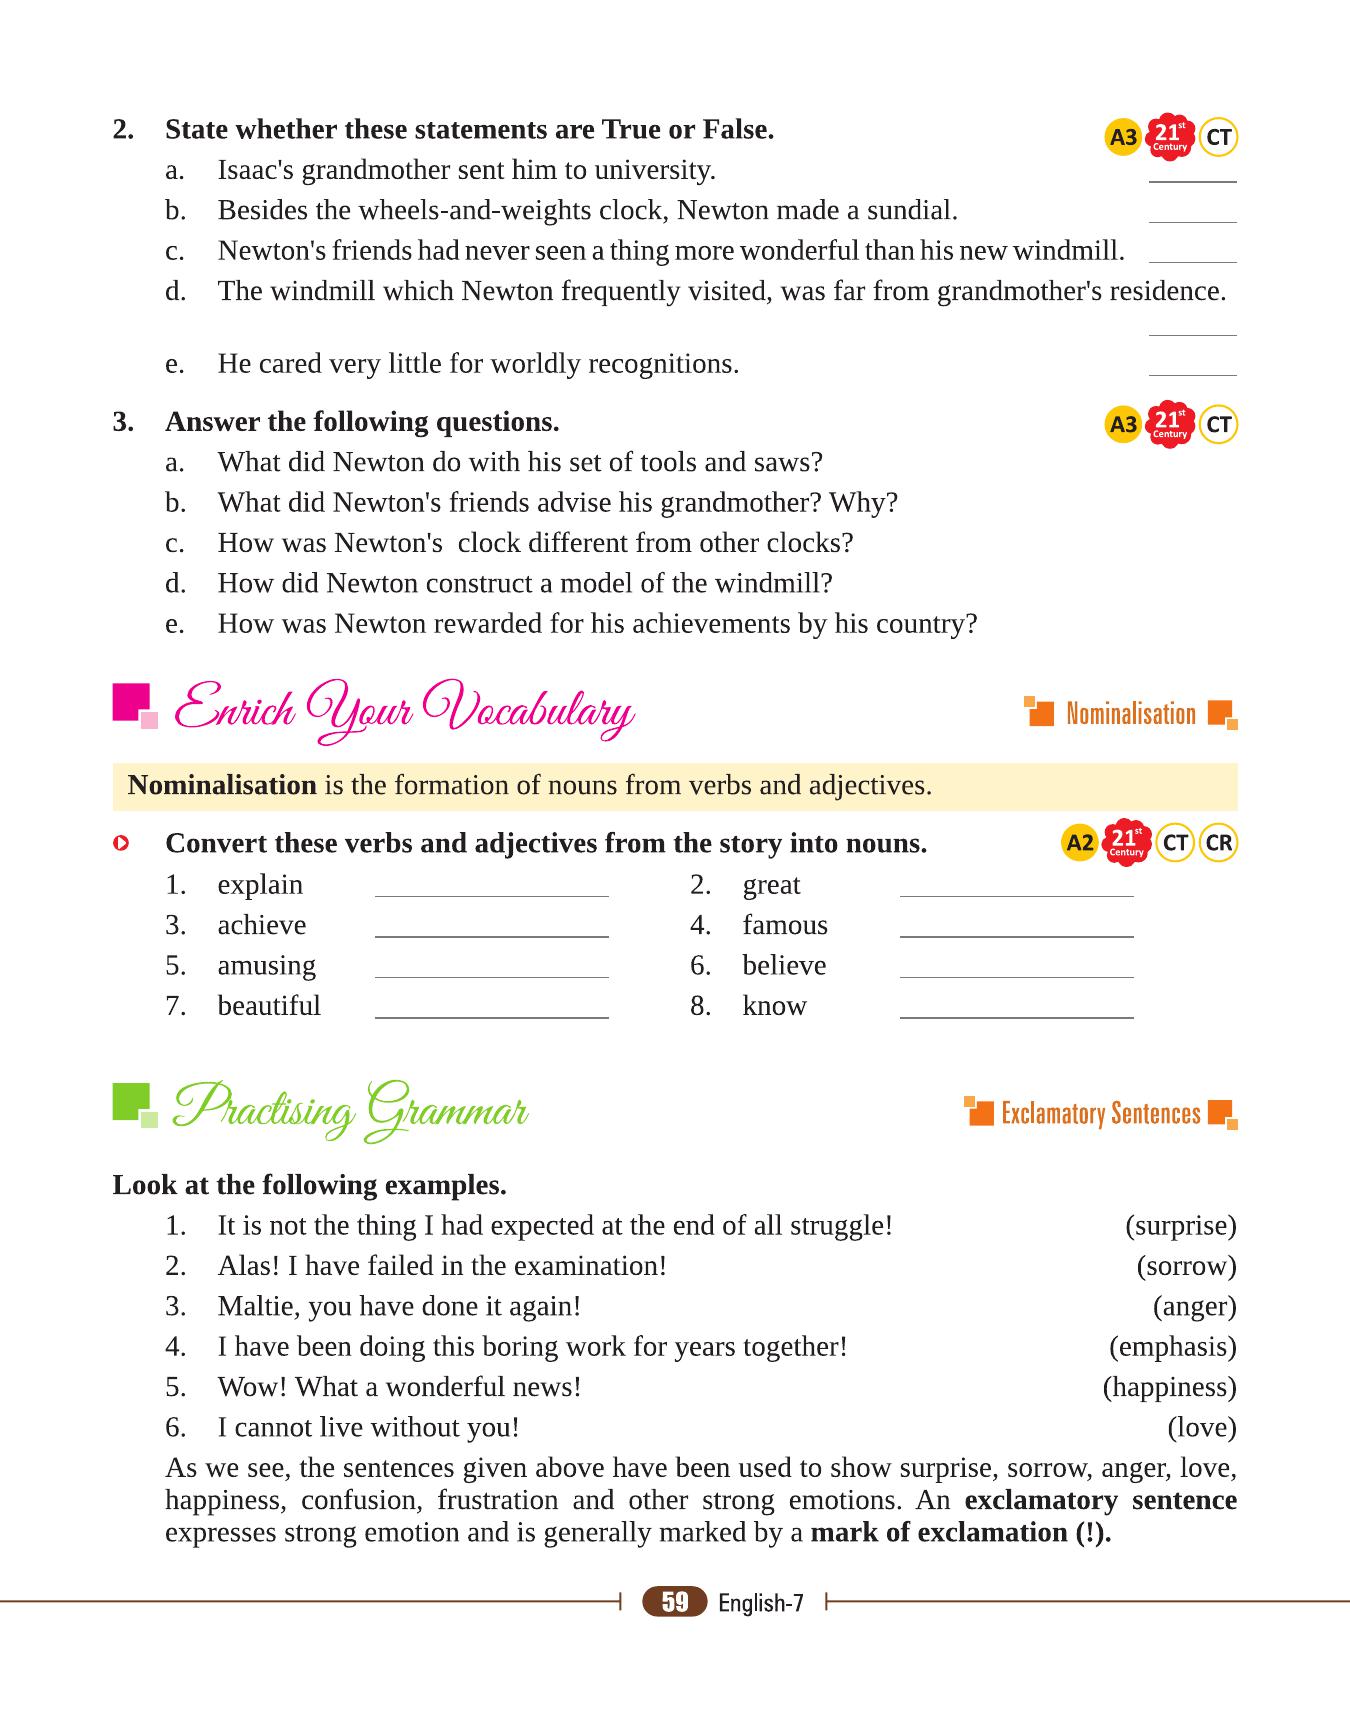 2. State whether these statements are True or False. A3 21st Century CT
a. Isaac's grandmother sent him to university.
b. Besides the wheels-and-weights clock, Newton made a sundial.
c. Newton's friends had never seen a thing more wonderful than his new windmill.
d. The windmill which Newton frequently visited, was far from grandmother's residence.
e. He cared very little for worldly recognitions.
3. Answer the following questions. A3 21st Century CT
a. What did Newton do with his set of tools and saws?
b. What did Newton's friends advise his grandmother? Why?
c. How was Newton's clock different from other clocks?
d. How did Newton construct a model of the windmill?
e. How was Newton rewarded for his achievements by his country?
Enrich Your Vocabulary Nominalisation
Nominalisation is the formation of nouns from verbs and adjectives.
Convert these verbs and adjectives from the story into nouns. A2 21st Century CT CR
1. explain 2. great
3. achieve 4. famous
5. amusing 6. believe
7. beautiful 8. know
Practising Grammar Exclamatory Sentences
Look at the following examples.
1. It is not the thing I had expected at the end of all struggle! (surprise)
2. Alas! I have failed in the examination! (sorrow)
3. Maltie, you have done it again! (anger)
4. I have been doing this boring work for years together! (emphasis)
5. Wow! What a wonderful news! (happiness)
6. I cannot live without you! (love)
As we see, the sentences given above have been used to show surprise, sorrow, anger, love,
happiness, confusion, frustration and other strong emotions. An exclamatory sentence
expresses strong emotion and is generally marked by a mark of exclamation (!).
59 English-7